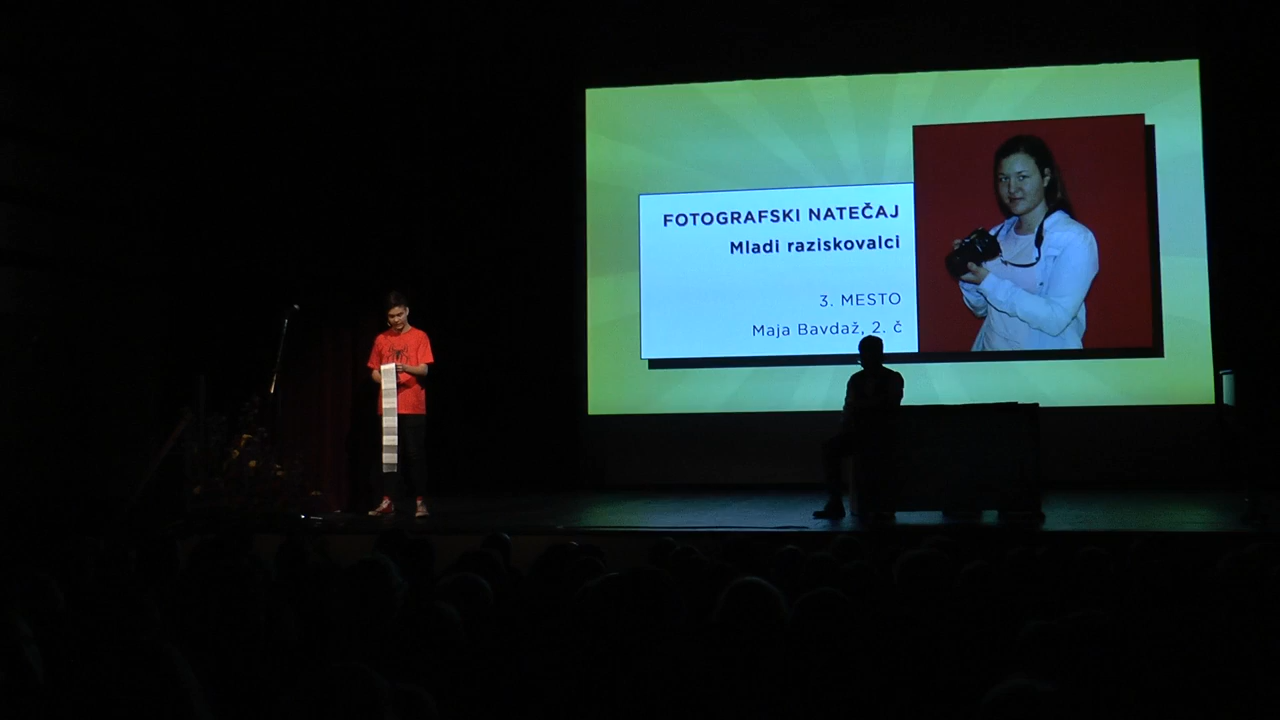 FOTOGRAFSKI NATEČAJ
Mladi raziskovalci
3. MESTO
Maja Bavdaž, 2. č